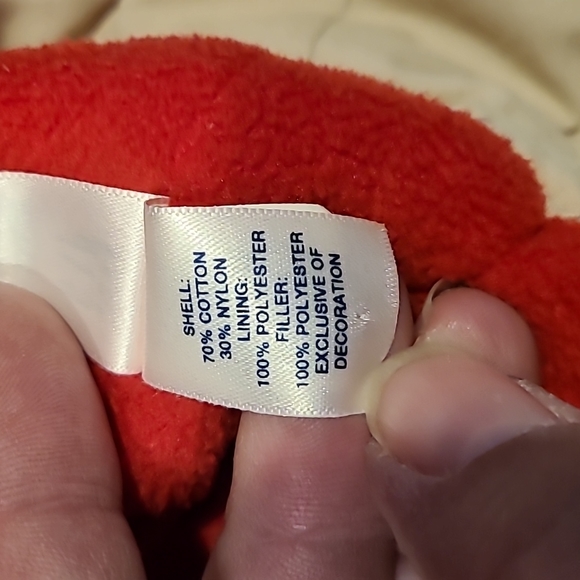 SHELL:
70% COTTON
30% NYLON
LINING:
100% POLYESTER
FILLER:
100% POLYESTER
EXCLUSIVE OF
DECORATION